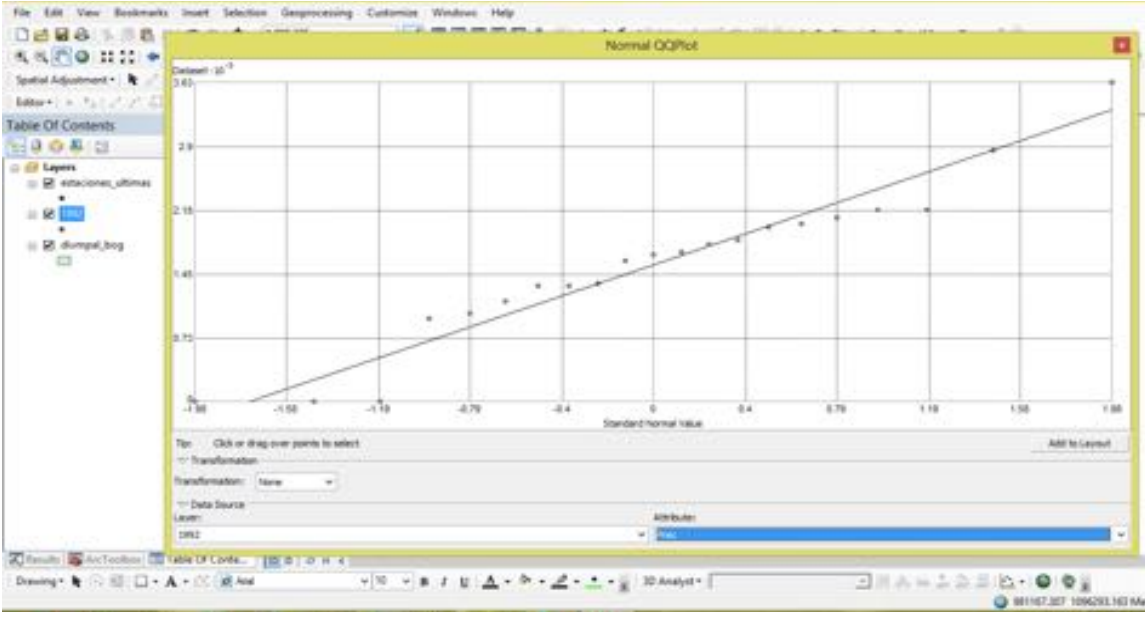 File Edit View Bookmarks Insert Selection Geoprocessing Customize Windows Help
Normal QQPlot
Spatial Adjustment
Editor
Table Of Contents
Layers
estaciones_ultimas
1992
Dataset · 10⁻³
3.63
2.9
2.18
1.45
0.73
0
-1.98 -1.58 -1.19 -0.79 -0.4 0 0.4 0.79 1.19 1.58 1.98
Standard Normal Value
Tip: Click or drag over points to select
Add to Layout
Transformation
Transformation: None
Data Source
Layer: Attribute:
1992 Prec
Results ArcToolbox Table Of Conte...
Drawing A Arial 10 B I U A 3D Analyst